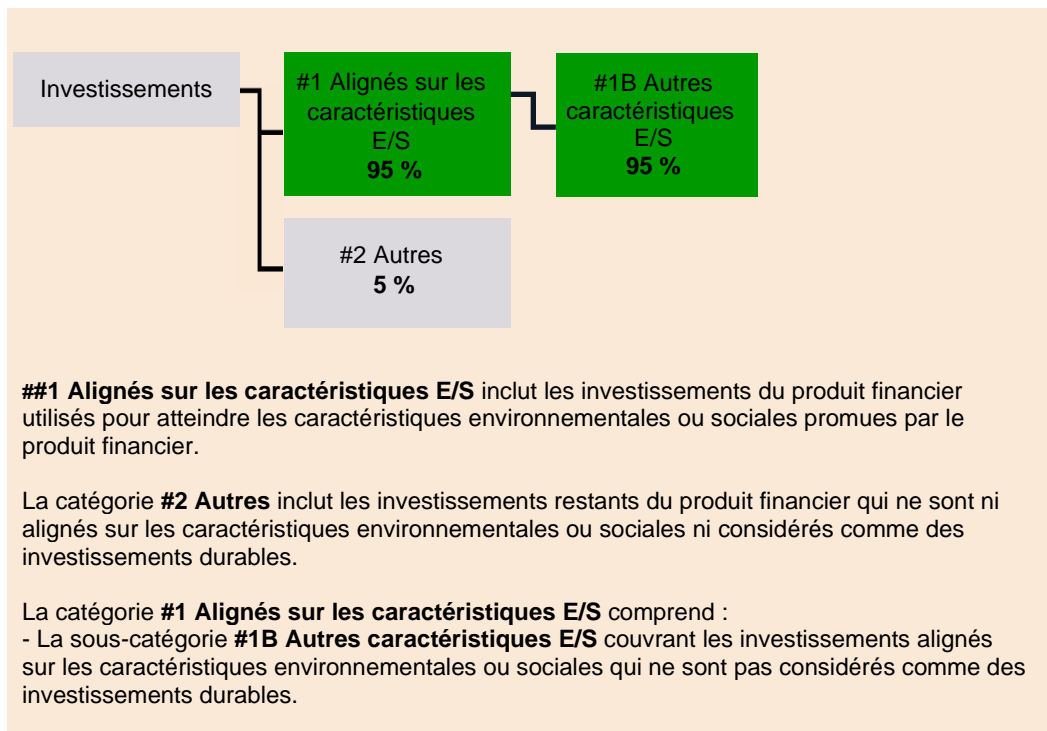 Investissements
#1 Alignés sur les
caractéristiques
E/S
95 %
#1B Autres
caractéristiques
E/S
95 %
#2 Autres
5 %
##1 Alignés sur les caractéristiques E/S inclut les investissements du produit financier
utilisés pour atteindre les caractéristiques environnementales ou sociales promues par le
produit financier.
La catégorie #2 Autres inclut les investissements restants du produit financier qui ne sont ni
alignés sur les caractéristiques environnementales ou sociales ni considérés comme des
investissements durables.
La catégorie #1 Alignés sur les caractéristiques E/S comprend :
- La sous-catégorie #1B Autres caractéristiques E/S couvrant les investissements alignés
sur les caractéristiques environnementales ou sociales qui ne sont pas considérés comme des
investissements durables.